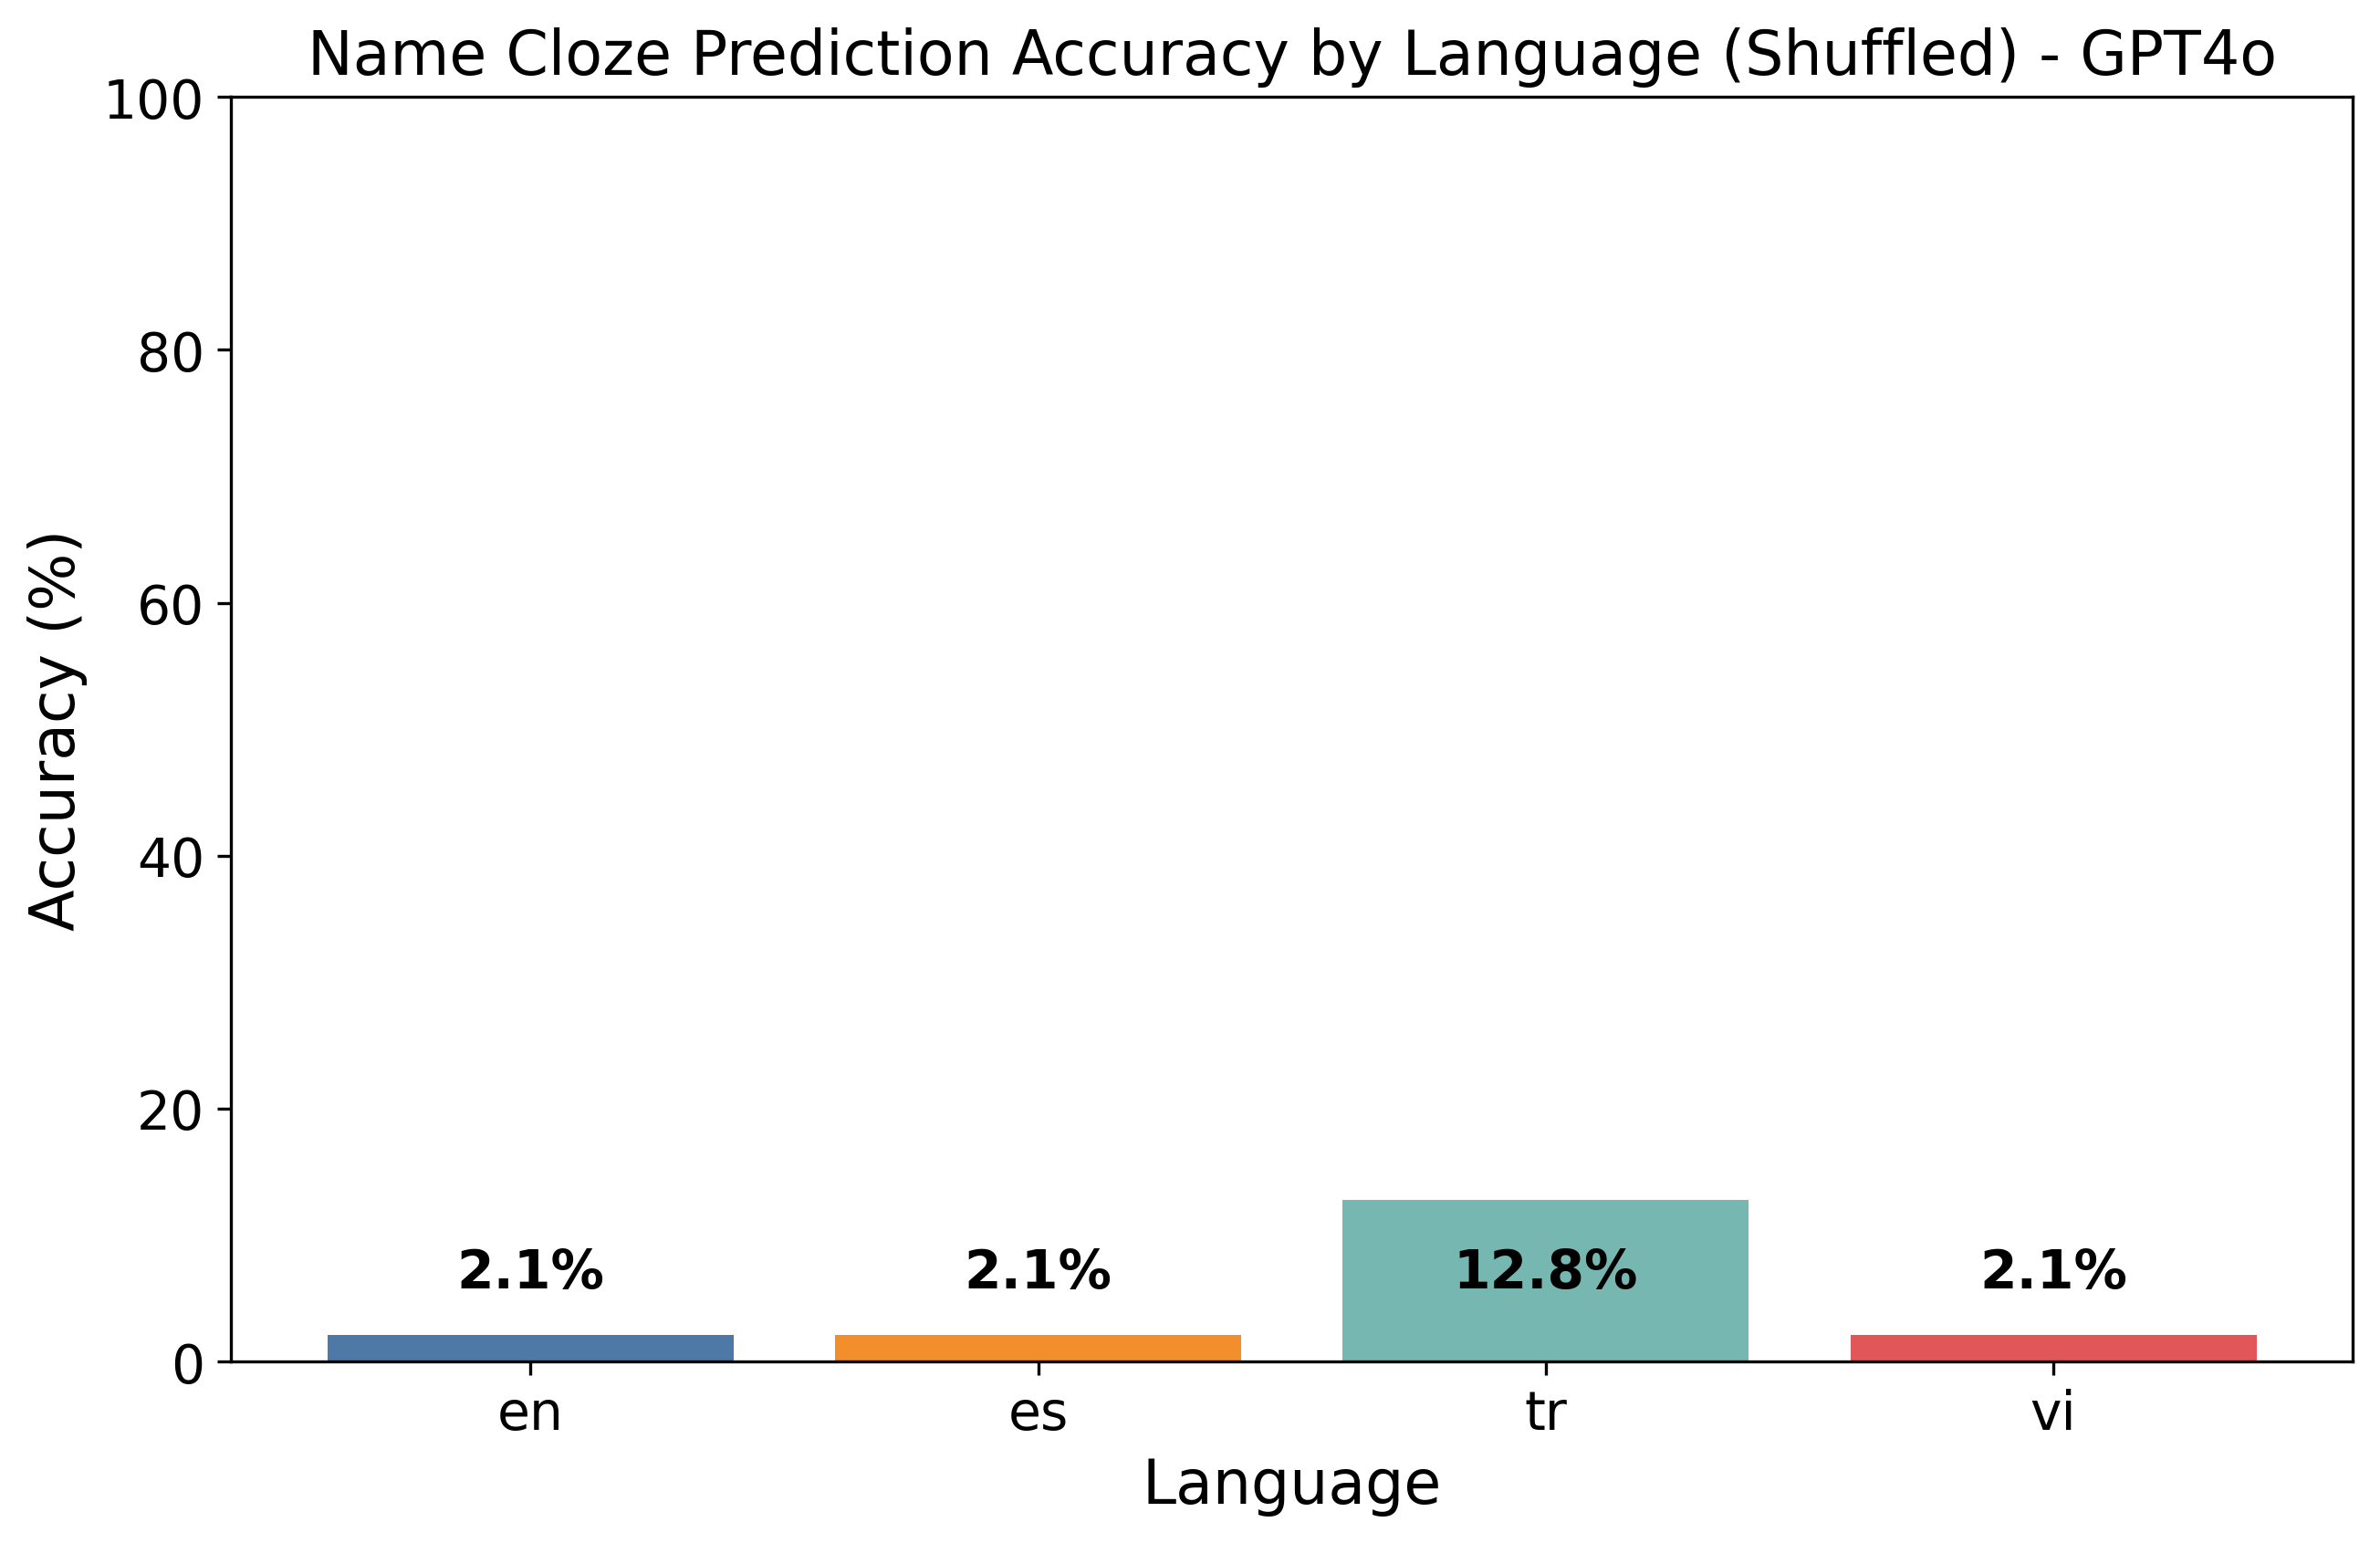 Name Cloze Prediction Accuracy by Language (Shuffled) - GPT4o
Accuracy (%)
100
80
60
40
20
0
2.1%
2.1%
12.8%
2.1%
en
es
tr
vi
Language